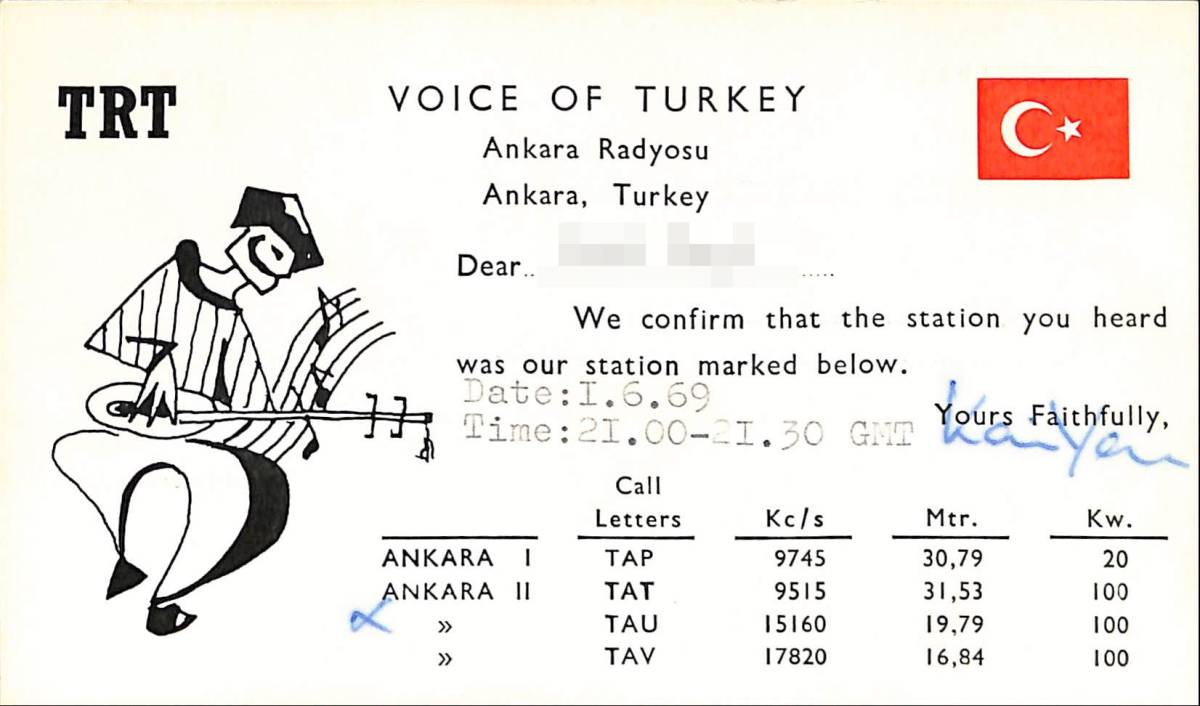 TRT
VOICE OF TURKEY
Ankara Radyosu
Ankara, Turkey
Dear.. .....
We confirm that the station you heard
was our station marked below.
Date:I.6.69
Time:2I.00-2I.30 GMT
Yours Faithfully,
Call
Letters Kc/s Mtr. Kw.
ANKARA I TAP 9745 30,79 20
ANKARA II TAT 9515 31,53 100
» TAU 15160 19,79 100
» TAV 17820 16,84 100